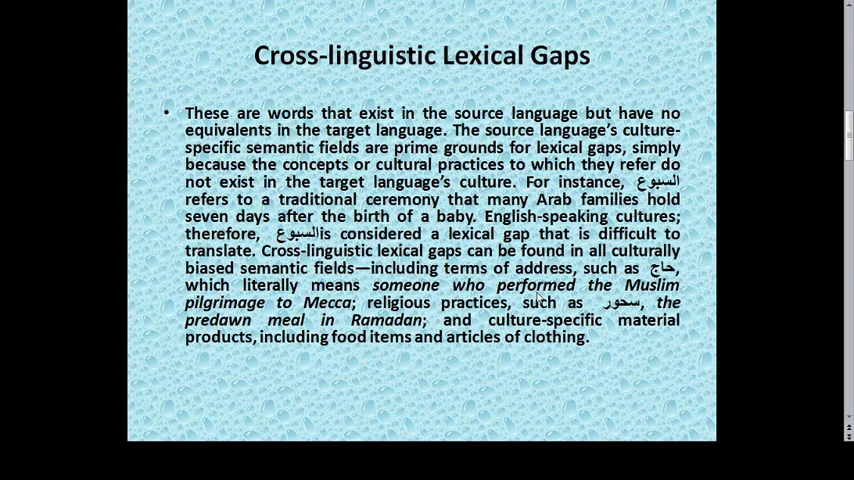 Cross-linguistic Lexical Gaps
• These are words that exist in the source language but have no
equivalents in the target language. The source language's culture-
specific semantic fields are prime grounds for lexical gaps, simply
because the concepts or cultural practices to which they refer do
not exist in the target language's culture. For instance, السبوع
refers to a traditional ceremony that many Arab families hold
seven days after the birth of a baby. English-speaking cultures;
therefore, السبوعis considered a lexical gap that is difficult to
translate. Cross-linguistic lexical gaps can be found in all culturally
biased semantic fields—including terms of address, such as حاج,
which literally means someone who performed the Muslim
pilgrimage to Mecca; religious practices, such as سحور, the
predawn meal in Ramadan; and culture-specific material
products, including food items and articles of clothing.